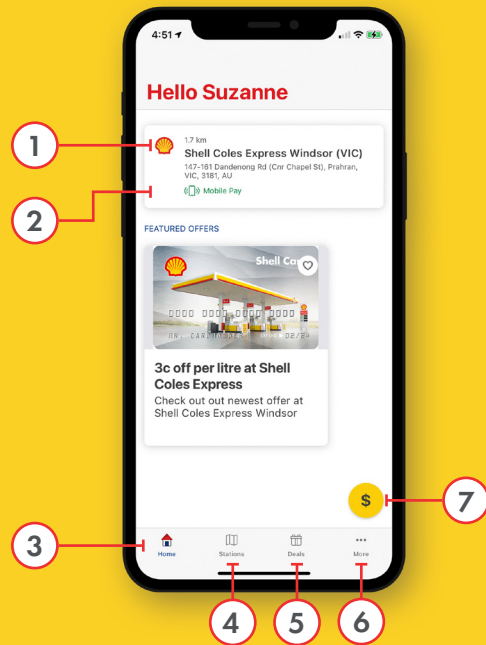 4:51
Hello Suzanne
1.7 km
Shell Coles Express Windsor (VIC)
147-161 Dandenong Rd (Cnr Chapel St), Prahran,
VIC, 3181, AU
Mobile Pay
FEATURED OFFERS
3c off per litre at Shell
Coles Express
Check out out newest offer at
Shell Coles Express Windsor
$
Home
Stations
Deals
More
1
2
3
4
5
6
7